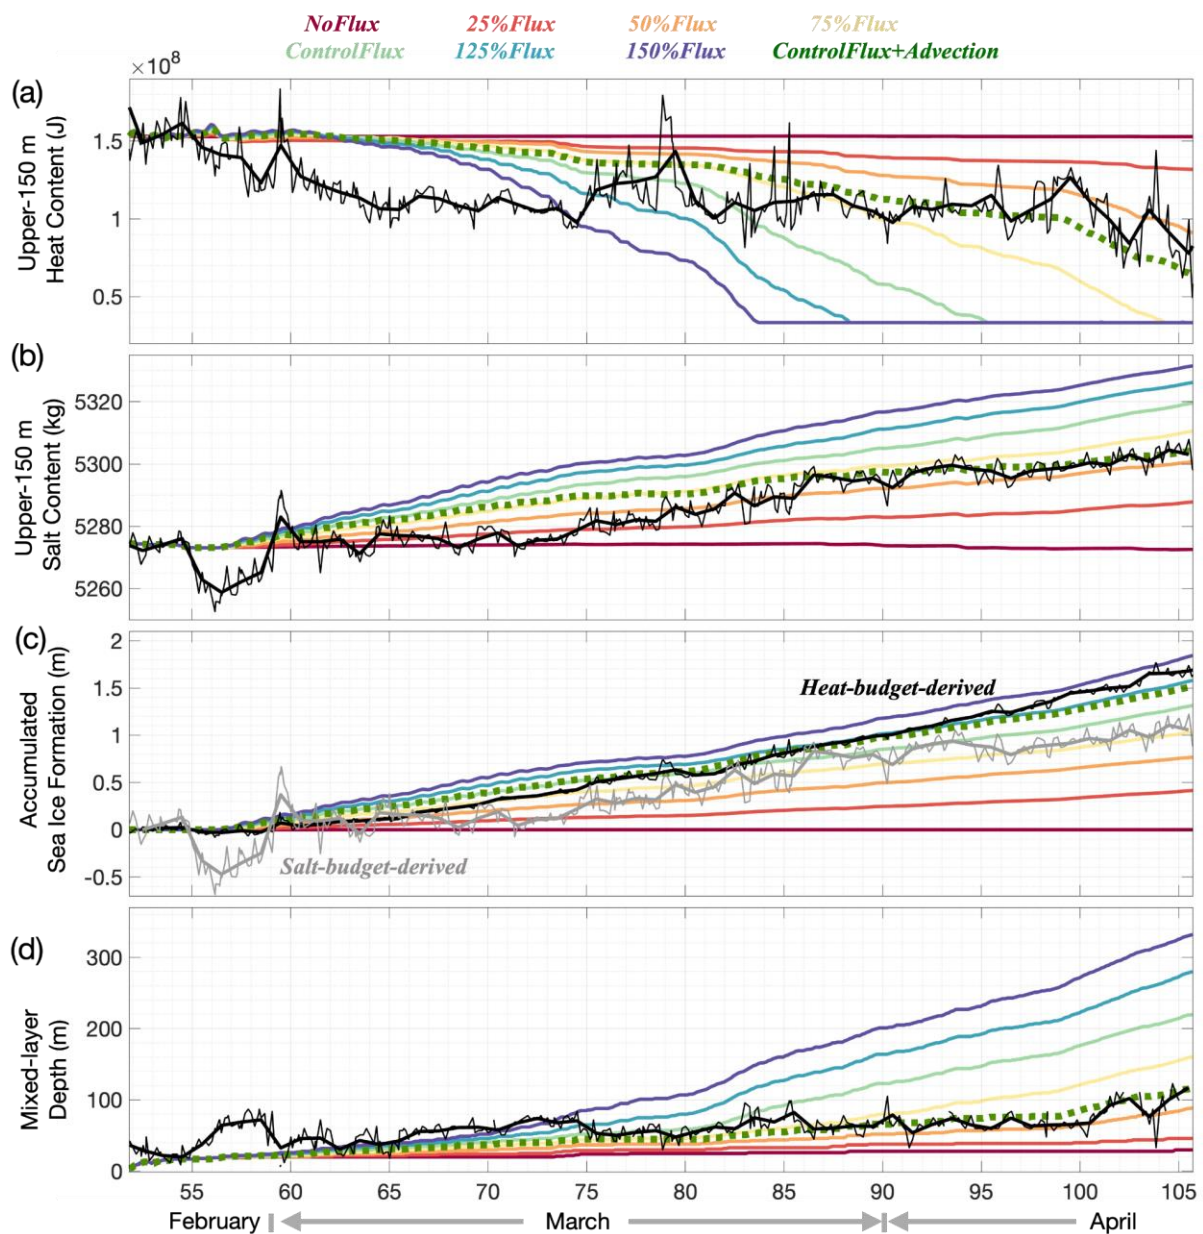 NoFlux 25%Flux 50%Flux 75%Flux
ControlFlux 125%Flux 150%Flux ControlFlux+Advection
×10⁸
(a)
Upper-150 m
Heat Content (J)
1.5
1
0.5
(b)
Upper-150 m
Salt Content (kg)
5320
5300
5280
5260
(c)
Accumulated
Sea Ice Formation (m)
2
1.5
1
0.5
0
-0.5
Heat-budget-derived
Salt-budget-derived
(d)
Mixed-layer
Depth (m)
300
200
100
0
55 60 65 70 75 80 85 90 95 100 105
February March April